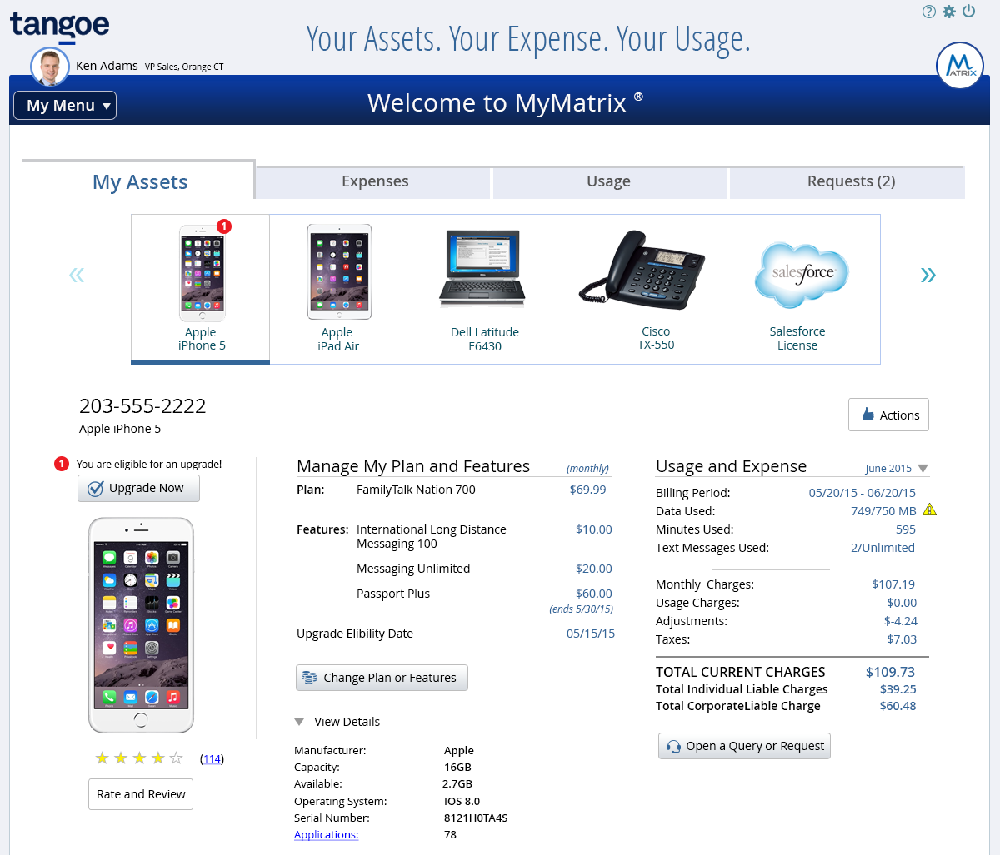 tangoe
Your Assets. Your Expense. Your Usage.
Ken Adams VP Sales, Orange CT
MATRIX
My Menu
Welcome to MyMatrix ®
My Assets
Expenses
Usage
Requests (2)
1
salesforce
Apple
iPhone 5
Apple
iPad Air
Dell Latitude
E6430
Cisco
TX-550
Salesforce
License
203-555-2222
Apple iPhone 5
Actions
1 You are eligible for an upgrade!
Upgrade Now
Rate and Review
(114)
Manage My Plan and Features (monthly)
Plan: FamilyTalk Nation 700 $69.99
Features: International Long Distance $10.00
Messaging 100
Messaging Unlimited $20.00
Passport Plus $60.00
(ends 5/30/15)
Upgrade Elibility Date 05/15/15
Change Plan or Features
View Details
Manufacturer: Apple
Capacity: 16GB
Available: 2.7GB
Operating System: IOS 8.0
Serial Number: 8121H0TA4S
Applications: 78
Usage and Expense June 2015
Billing Period: 05/20/15 - 06/20/15
Data Used: 749/750 MB
Minutes Used: 595
Text Messages Used: 2/Unlimited
Monthly Charges: $107.19
Usage Charges: $0.00
Adjustments: $-4.24
Taxes: $7.03
TOTAL CURRENT CHARGES $109.73
Total Individual Liable Charges $39.25
Total CorporateLiable Charge $60.48
Open a Query or Request